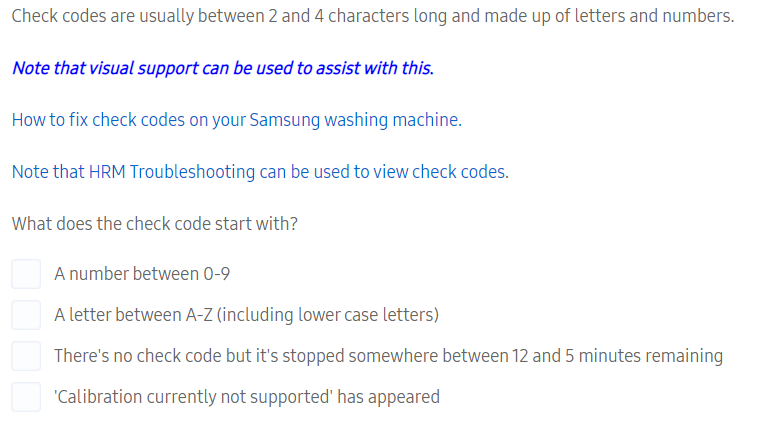 Check codes are usually between 2 and 4 characters long and made up of letters and numbers.
Note that visual support can be used to assist with this.
How to fix check codes on your Samsung washing machine.
Note that HRM Troubleshooting can be used to view check codes.
What does the check code start with?
A number between 0-9
A letter between A-Z (including lower case letters)
There's no check code but it's stopped somewhere between 12 and 5 minutes remaining
'Calibration currently not supported' has appeared